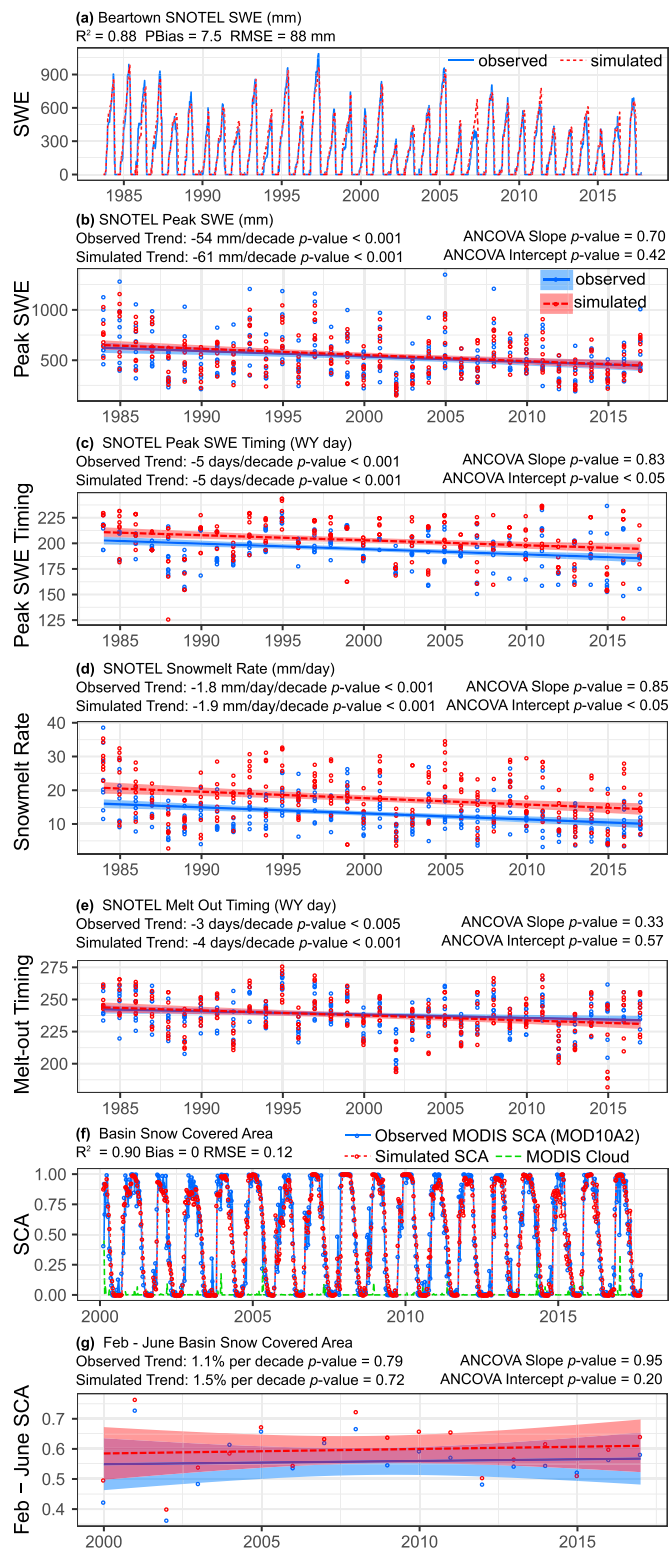 (a) Beartown SNOTEL SWE (mm)
R² = 0.88 PBias = 7.5 RMSE = 88 mm
observed simulated
SWE
900
600
300
0
1985 1990 1995 2000 2005 2010 2015
(b) SNOTEL Peak SWE (mm)
Observed Trend: -54 mm/decade p-value < 0.001 ANCOVA Slope p-value = 0.70
Simulated Trend: -61 mm/decade p-value < 0.001 ANCOVA Intercept p-value = 0.42
observed
simulated
Peak SWE
1000
500
1985 1990 1995 2000 2005 2010 2015
(c) SNOTEL Peak SWE Timing (WY day)
Observed Trend: -5 days/decade p-value < 0.001 ANCOVA Slope p-value = 0.83
Simulated Trend: -5 days/decade p-value < 0.001 ANCOVA Intercept p-value < 0.05
Peak SWE Timing
225
200
175
150
125
1985 1990 1995 2000 2005 2010 2015
(d) SNOTEL Snowmelt Rate (mm/day)
Observed Trend: -1.8 mm/day/decade p-value < 0.001 ANCOVA Slope p-value = 0.85
Simulated Trend: -1.9 mm/day/decade p-value < 0.001 ANCOVA Intercept p-value < 0.05
Snowmelt Rate
40
30
20
10
1985 1990 1995 2000 2005 2010 2015
(e) SNOTEL Melt Out Timing (WY day)
Observed Trend: -3 days/decade p-value < 0.005 ANCOVA Slope p-value = 0.33
Simulated Trend: -4 days/decade p-value < 0.001 ANCOVA Intercept p-value = 0.57
Melt-out Timing
275
250
225
200
1985 1990 1995 2000 2005 2010 2015
(f) Basin Snow Covered Area
R² = 0.90 Bias = 0 RMSE = 0.12
Observed MODIS SCA (MOD10A2)
Simulated SCA MODIS Cloud
SCA
1.00
0.75
0.50
0.25
0.00
2000 2005 2010 2015
(g) Feb - June Basin Snow Covered Area
Observed Trend: 1.1% per decade p-value = 0.79 ANCOVA Slope p-value = 0.95
Simulated Trend: 1.5% per decade p-value = 0.72 ANCOVA Intercept p-value = 0.20
Feb – June SCA
0.7
0.6
0.5
0.4
2000 2005 2010 2015